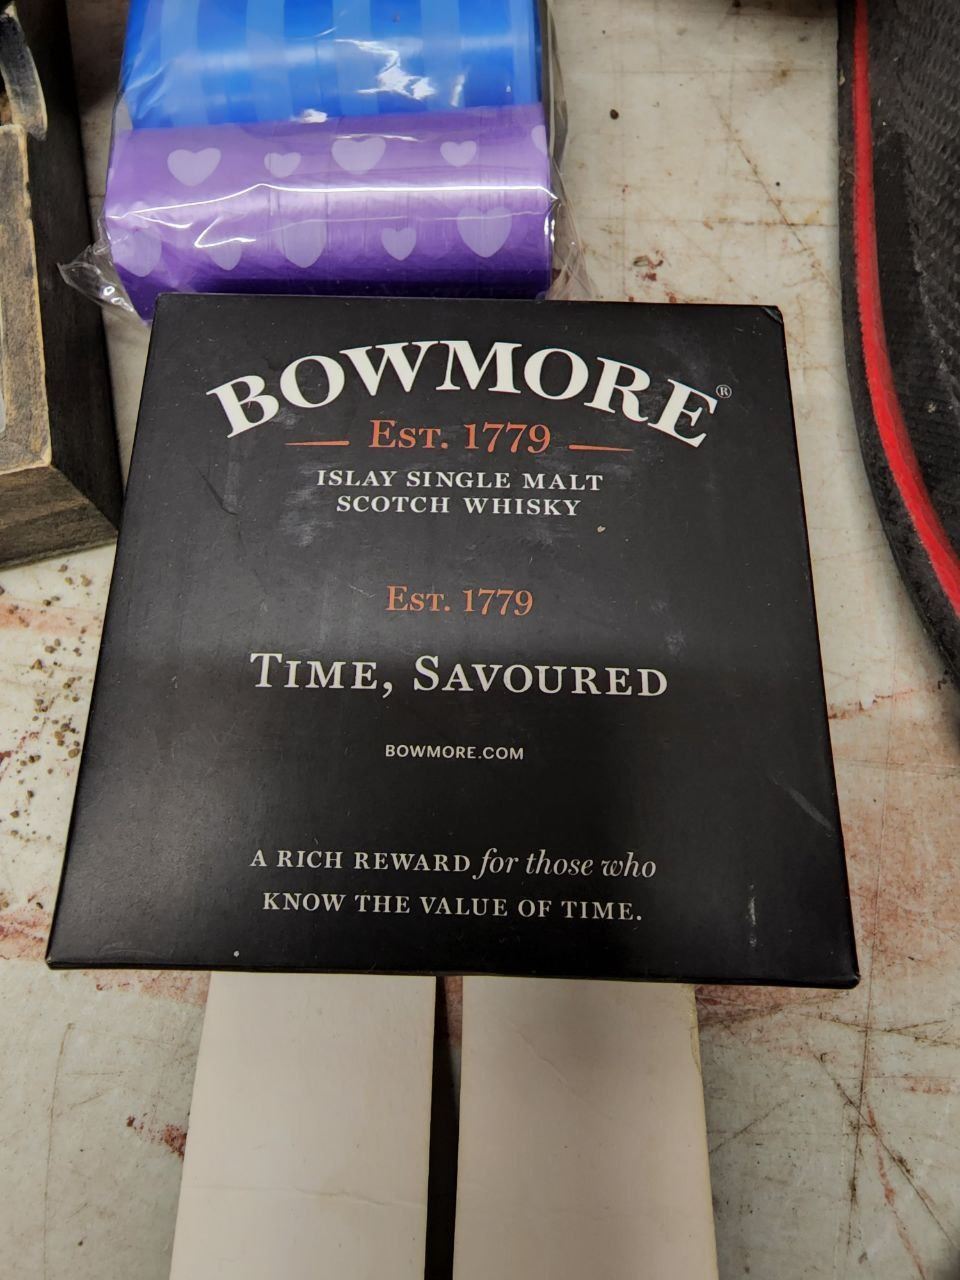 BOWMORE®
EST. 1779
ISLAY SINGLE MALT
SCOTCH WHISKY
EST. 1779
TIME, SAVOURED
BOWMORE.COM
A RICH REWARD for those who
KNOW THE VALUE OF TIME.